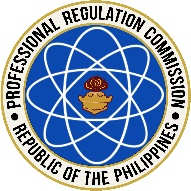 PROFESSIONAL REGULATION COMMISSION
REPUBLIC OF THE PHILIPPINES